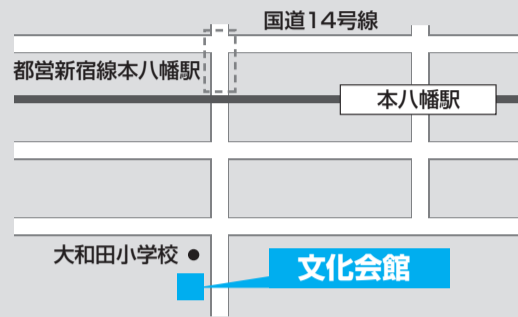 国道14号線
都営新宿線本八幡駅
本八幡駅
大和田小学校
文化会館